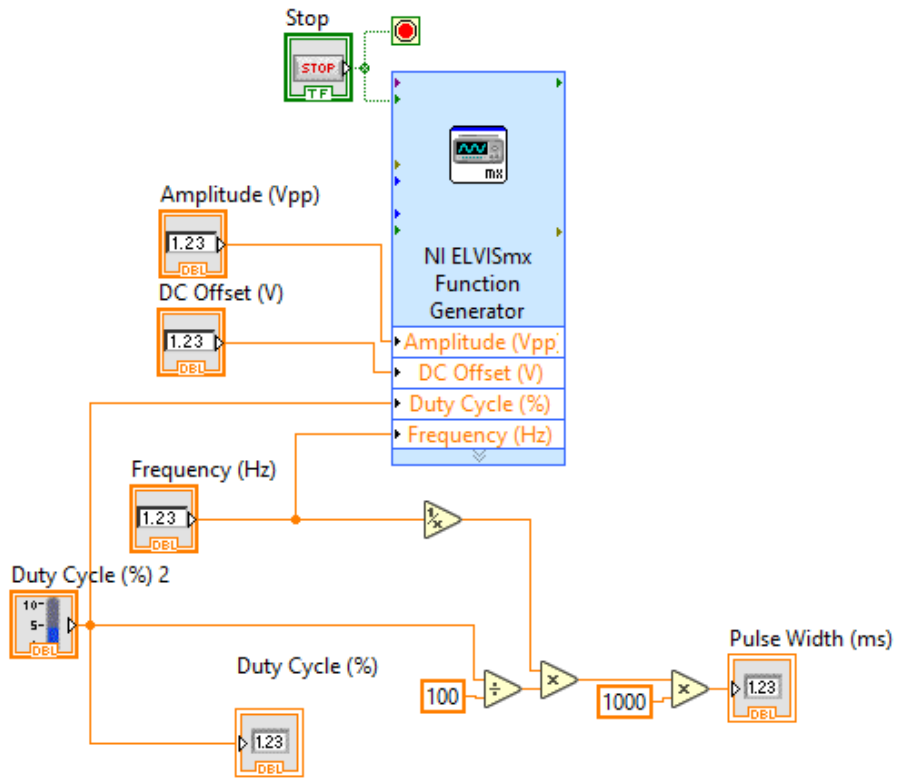 Stop
STOP
TF
mx
Amplitude (Vpp)
1.23
DBL
NI ELVISmx
Function
Generator
DC Offset (V)
1.23
DBL
Amplitude (Vpp)
DC Offset (V)
Duty Cycle (%)
Frequency (Hz)
Frequency (Hz)
1.23
DBL
1/x
Duty Cycle (%) 2
10
5
DBL
Duty Cycle (%)
1.23
DBL
100
÷
×
1000
×
Pulse Width (ms)
1.23
DBL